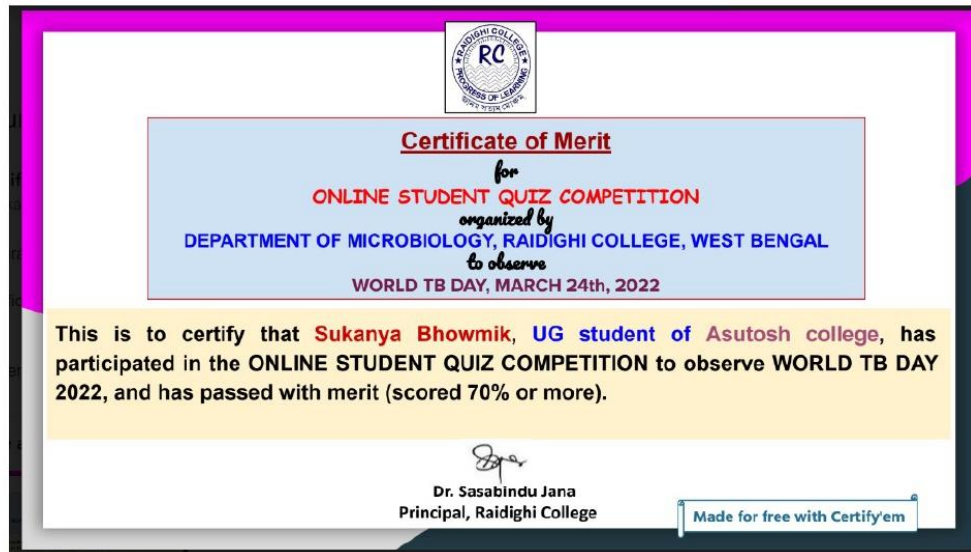 RAIDIGHI COLLEGE
RC
PROGRESS OF LEARNING
Certificate of Merit
for
ONLINE STUDENT QUIZ COMPETITION
organized by
DEPARTMENT OF MICROBIOLOGY, RAIDIGHI COLLEGE, WEST BENGAL
to observe
WORLD TB DAY, MARCH 24th, 2022
This is to certify that Sukanya Bhowmik, UG student of Asutosh college, has
participated in the ONLINE STUDENT QUIZ COMPETITION to observe WORLD TB DAY
2022, and has passed with merit (scored 70% or more).
Dr. Sasabindu Jana
Principal, Raidighi College
Made for free with Certify'em